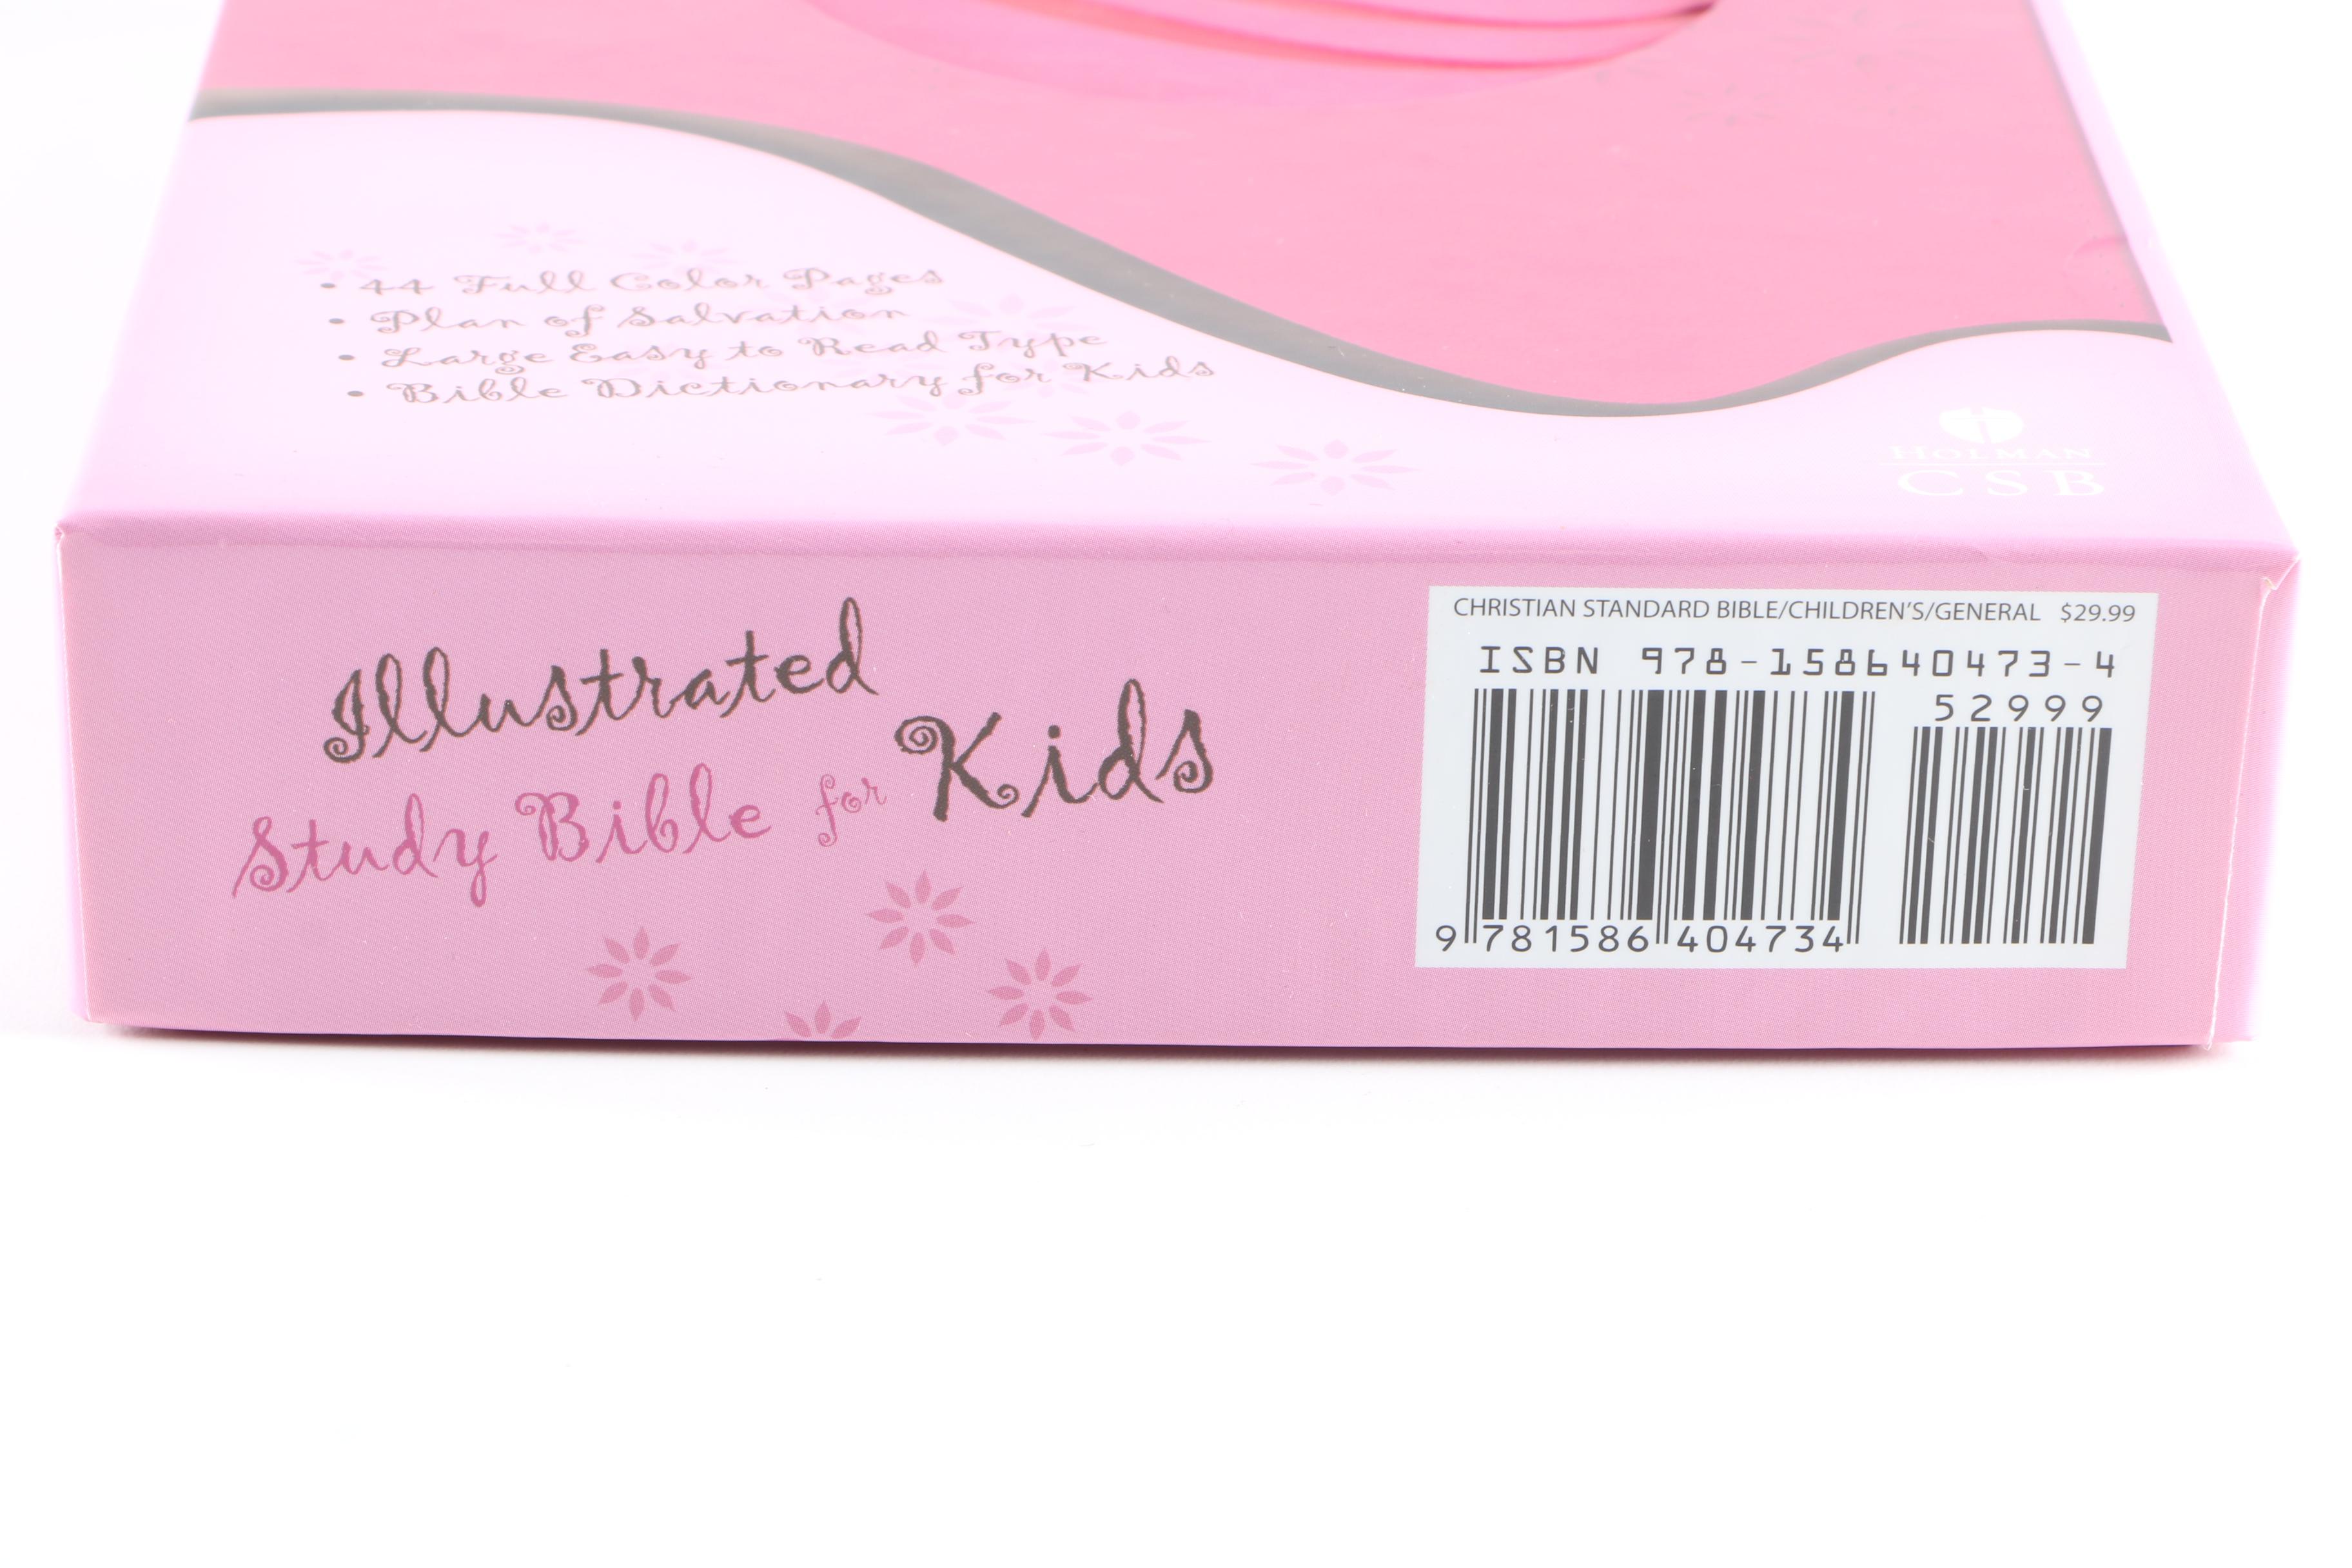 • 44 Full Color Pages
• Plan of Salvation
• Large Easy to Read Type
• Bible Dictionary for Kids
HOLMAN
CSB
Illustrated
Study Bible for Kids
CHRISTIAN STANDARD BIBLE/CHILDREN'S/GENERAL $29.99
ISBN 978-158640473-4
52999
9 781586 404734